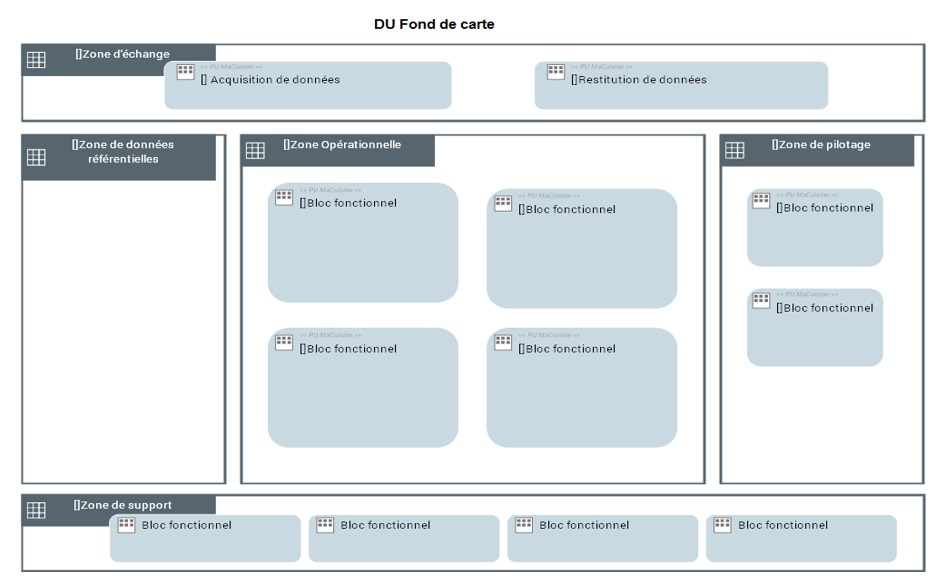 DU Fond de carte
[]Zone d'échange
<< PU MaCuisine >>
[] Acquisition de données
<< PU MaCuisine >>
[]Restitution de données
[]Zone de données
référentielles
[]Zone Opérationnelle
<< PU MaCuisine >>
[]Bloc fonctionnel
<< PU MaCuisine >>
[]Bloc fonctionnel
<< PU MaCuisine >>
[]Bloc fonctionnel
<< PU MaCuisine >>
[]Bloc fonctionnel
[]Zone de pilotage
<< PU MaCuisine >>
[]Bloc fonctionnel
<< PU MaCuisine >>
[]Bloc fonctionnel
[]Zone de support
Bloc fonctionnel
Bloc fonctionnel
Bloc fonctionnel
Bloc fonctionnel